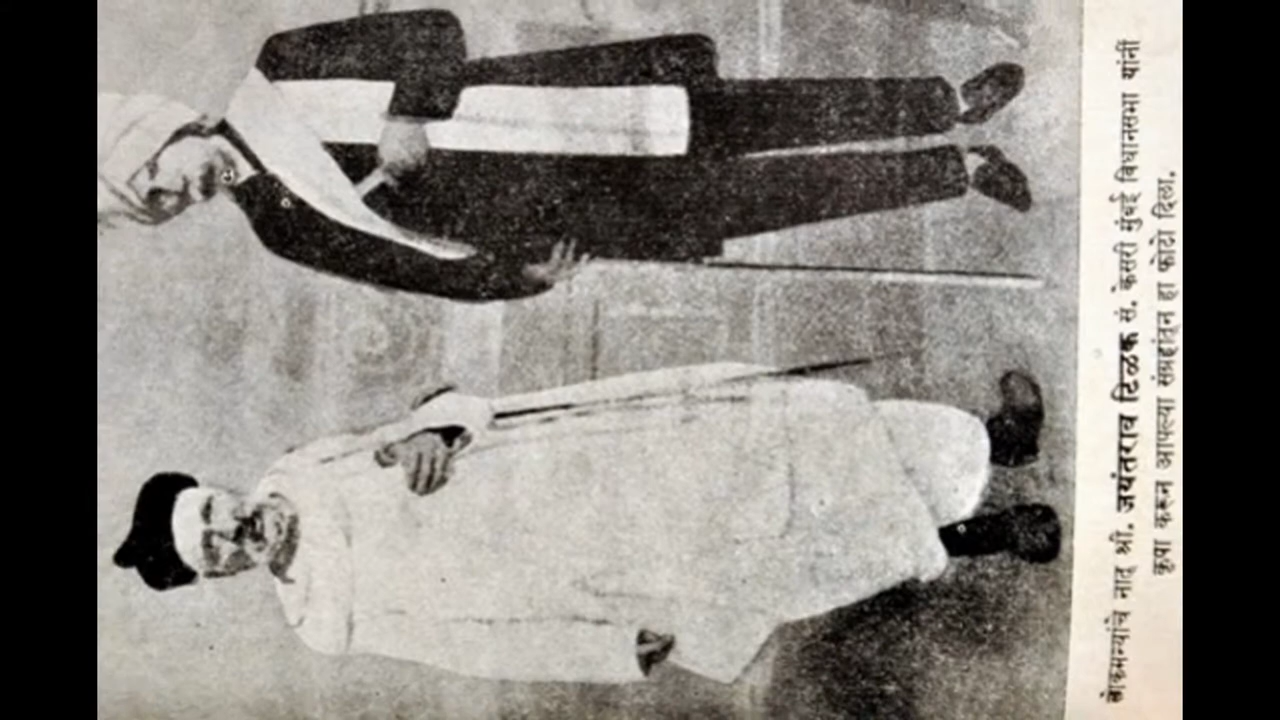 लोकमान्यांचे नातू श्री. जयंतराव टिळक सं. केसरी मुंबई विधानसभा यांनी
कृपा करून आपल्या संग्रहांतून हा फोटो दिला.